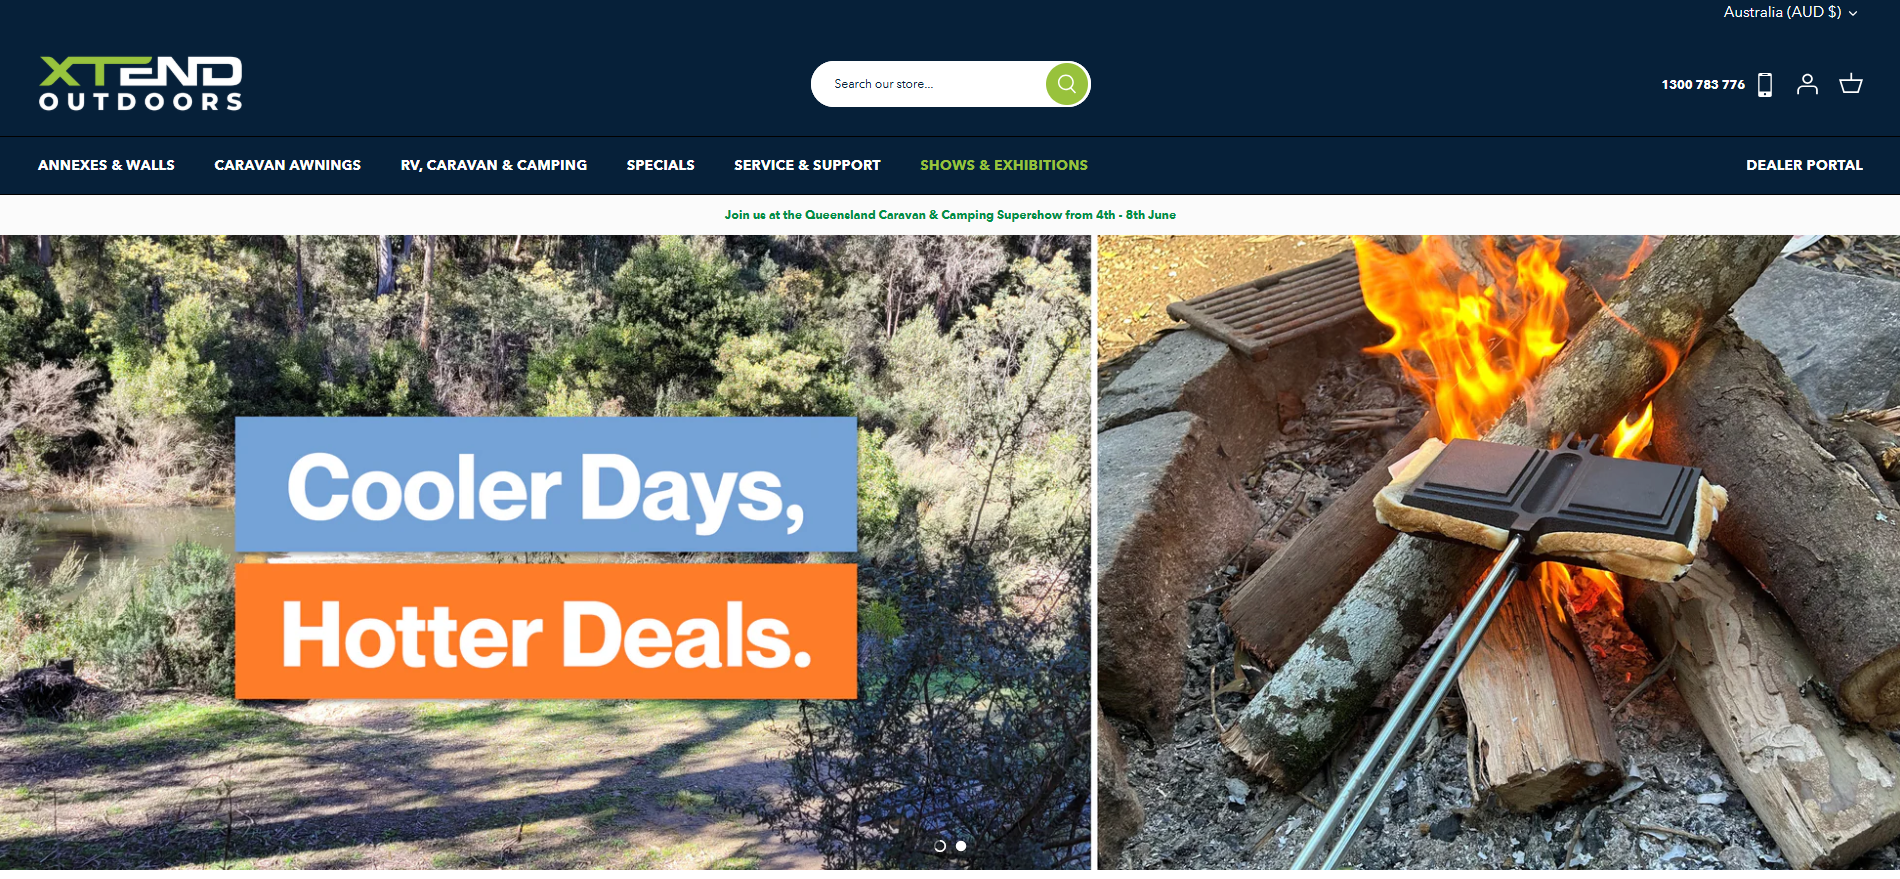 Australia (AUD $)
XTEND
OUTDOORS
Search our store...
1300 783 776
ANNEXES & WALLS
CARAVAN AWNINGS
RV, CARAVAN & CAMPING
SPECIALS
SERVICE & SUPPORT
SHOWS & EXHIBITIONS
DEALER PORTAL
Join us at the Queensland Caravan & Camping Supershow from 4th - 8th June
Cooler Days,
Hotter Deals.